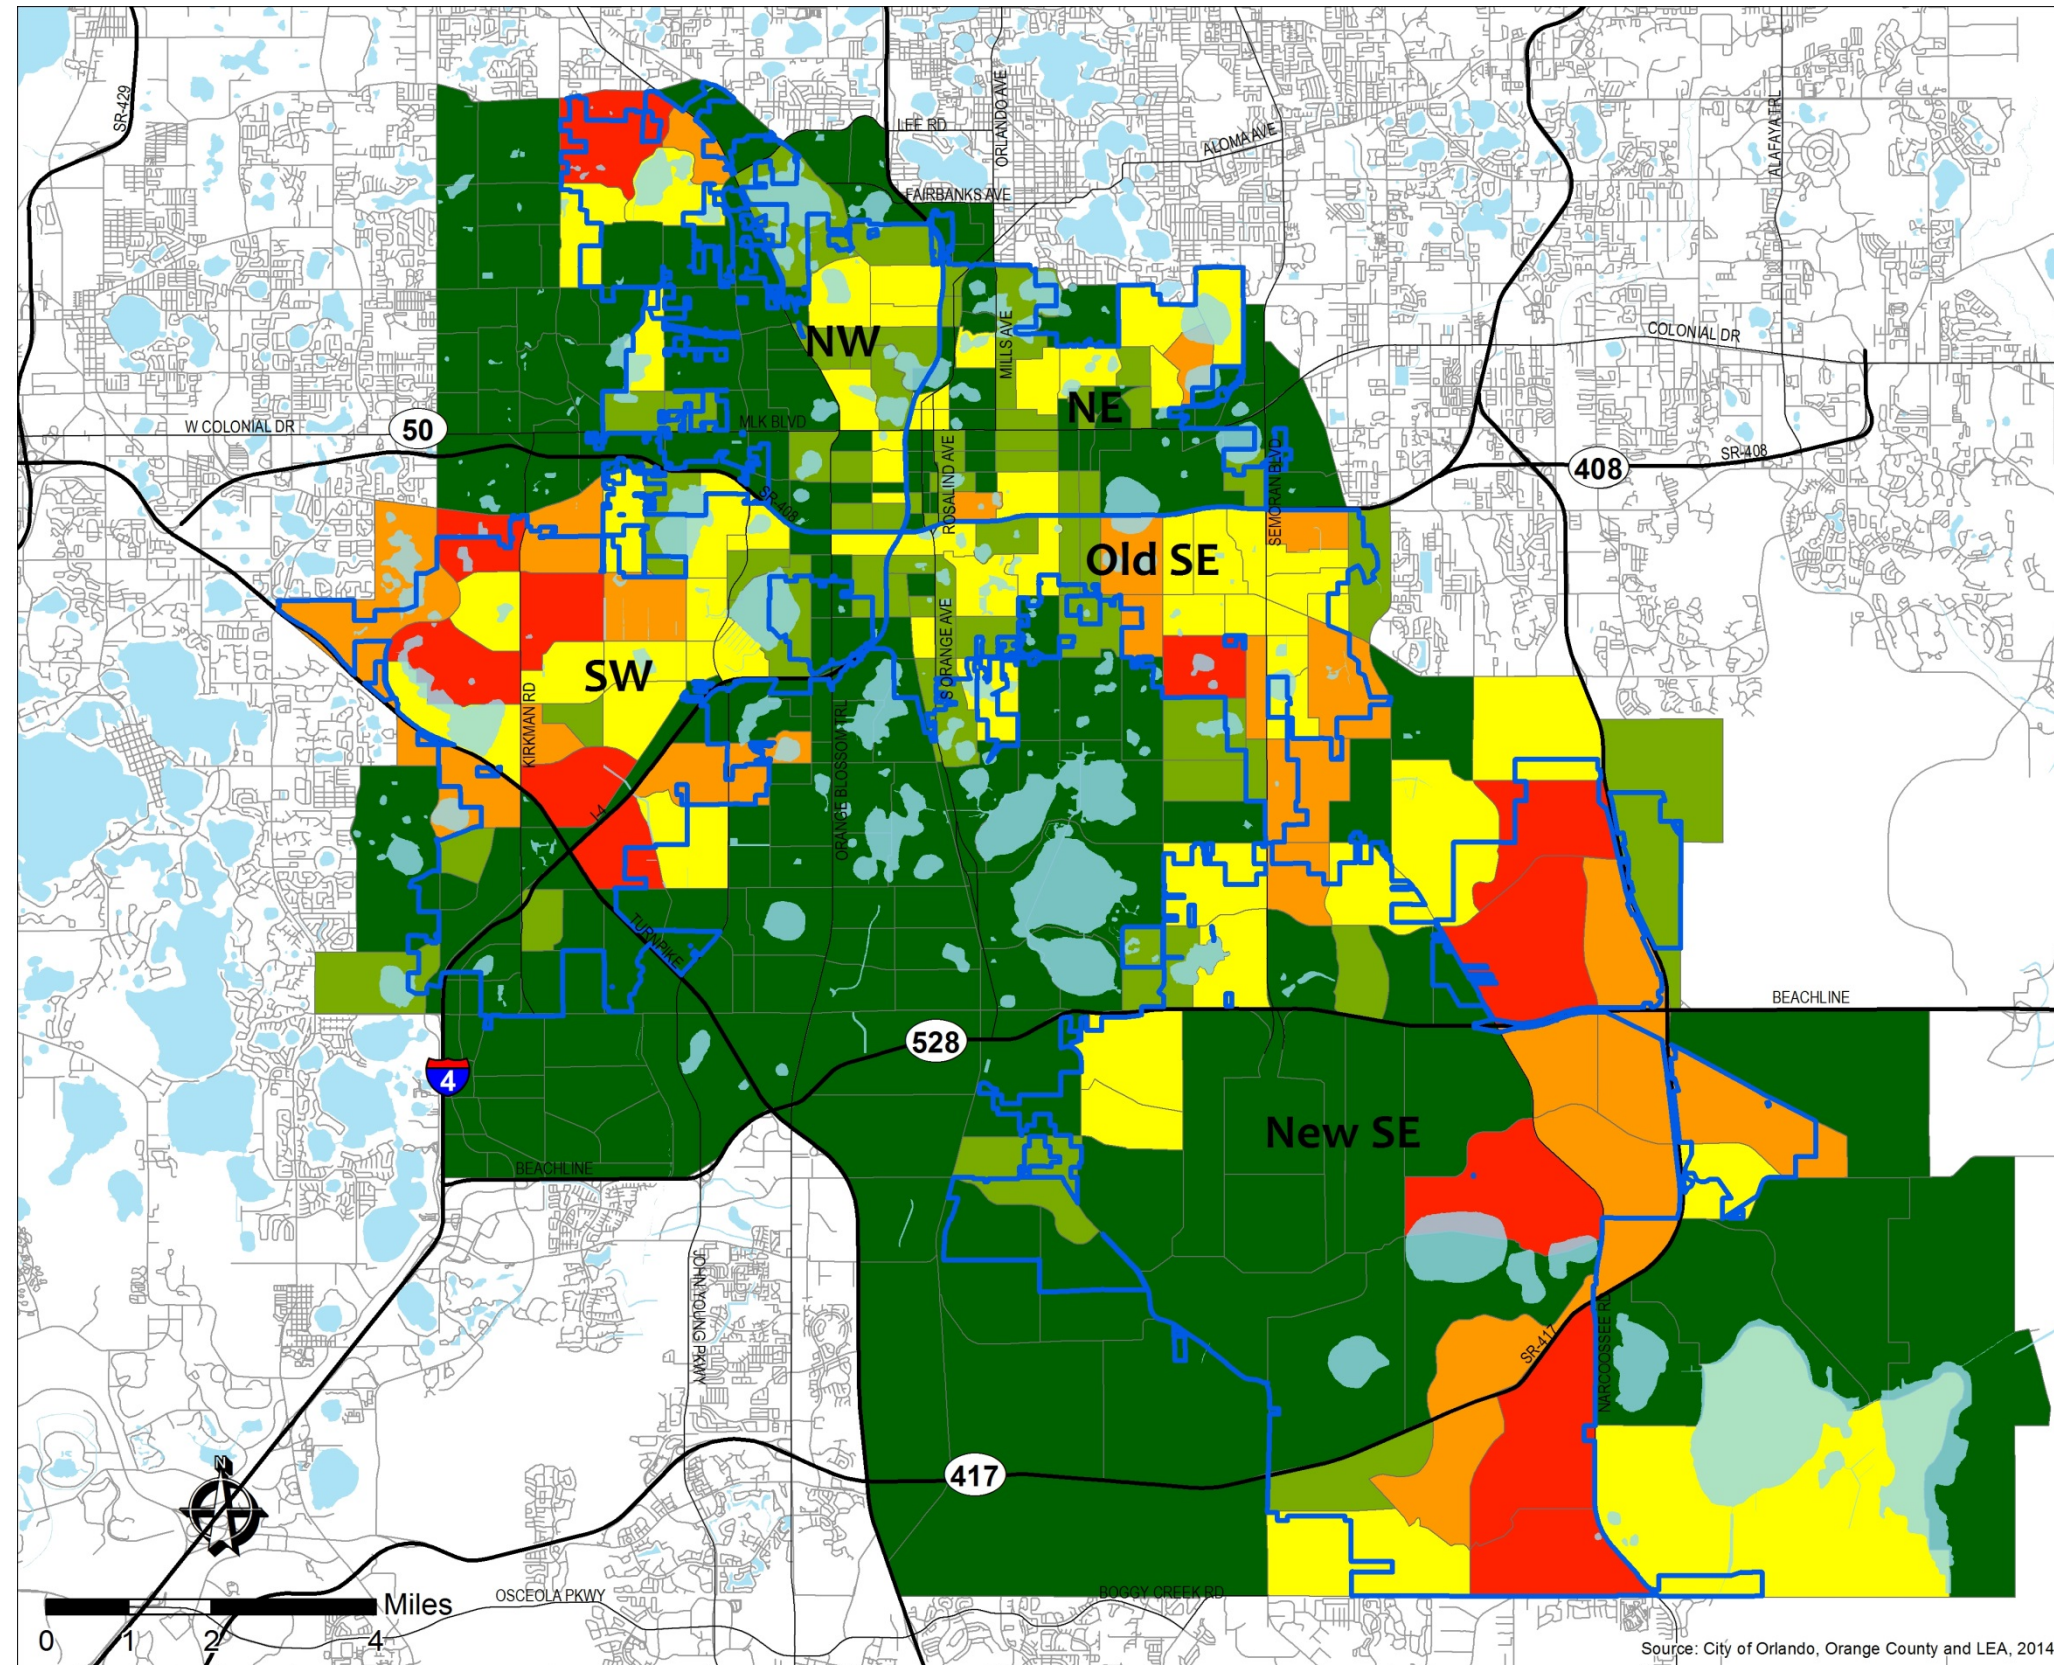 SR-429
LEE RD
ORLANDO AVE
ALOMA AVE
ALAFAYA TRL
FAIRBANKS AVE
NW
MILLS AVE
COLONIAL DR
NE
W COLONIAL DR
50
MLK BLVD
ROSALIND AVE
SEMORAN BLVD
408
SR-408
SR-408
Old SE
SW
S ORANGE AVE
KIRKMAN RD
ORANGE BLOSSOM TRL
I-4
TURNPIKE
BEACHLINE
528
4
New SE
BEACHLINE
JOHN YOUNG PKWY
SR-417
NARCOOSSEE RD
417
N
OSCEOLA PKWY
BOGGY CREEK RD
Miles
0 1 2 4
Source: City of Orlando, Orange County and LEA, 2014